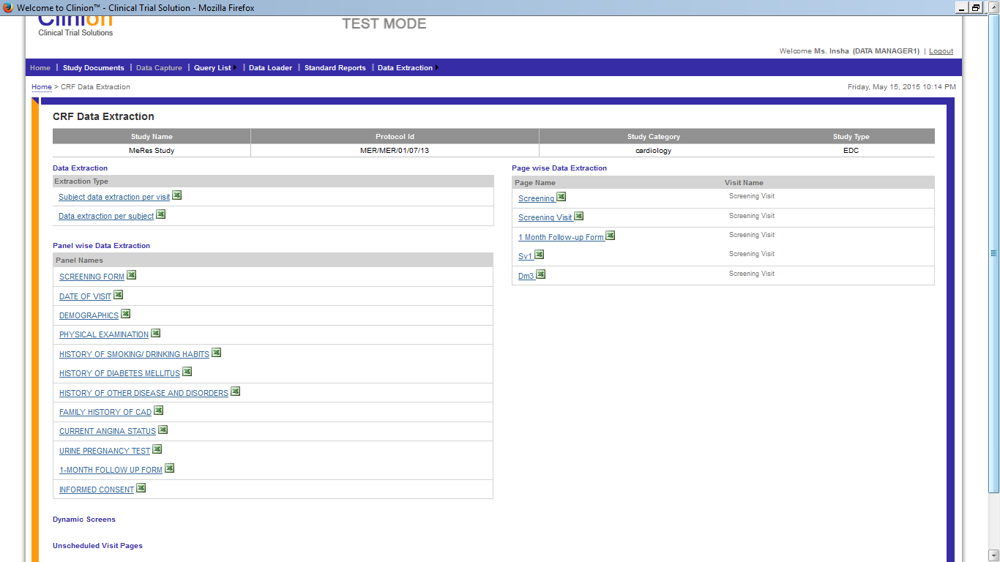 Welcome to Clinion™ - Clinical Trial Solution - Mozilla Firefox
Clinion
Clinical Trial Solutions
TEST MODE
Welcome Ms. Insha (DATA MANAGER1) | Logout
Home | Study Documents | Data Capture | Query List | Data Loader | Standard Reports | Data Extraction
Home > CRF Data Extraction
Friday, May 15, 2015 10:14 PM
CRF Data Extraction
Study Name Protocol Id Study Category Study Type
MeRes Study MER/MER/01/07/13 cardiology EDC
Data Extraction
Extraction Type
Subject data extraction per visit
Data extraction per subject
Panel wise Data Extraction
Panel Names
SCREENING FORM
DATE OF VISIT
DEMOGRAPHICS
PHYSICAL EXAMINATION
HISTORY OF SMOKING/ DRINKING HABITS
HISTORY OF DIABETES MELLITUS
HISTORY OF OTHER DISEASE AND DISORDERS
FAMILY HISTORY OF CAD
CURRENT ANGINA STATUS
URINE PREGNANCY TEST
1-MONTH FOLLOW UP FORM
INFORMED CONSENT
Dynamic Screens
Unscheduled Visit Pages
Page wise Data Extraction
Page Name Visit Name
Screening Screening Visit
Screening Visit Screening Visit
1 Month Follow-up Form Screening Visit
Sv1 Screening Visit
Dm3 Screening Visit